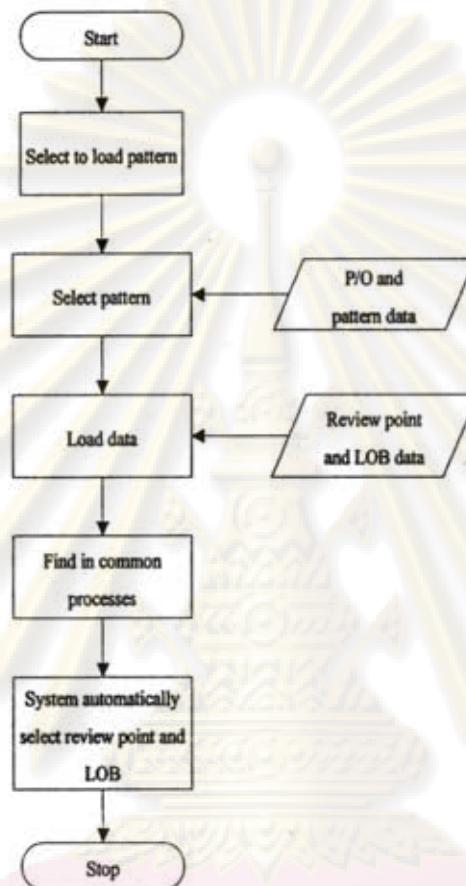 Start
Select to load pattern
Select pattern
P/O and
pattern data
Load data
Review point
and LOB data
Find in common
processes
System automatically
select review point and
LOB
Stop